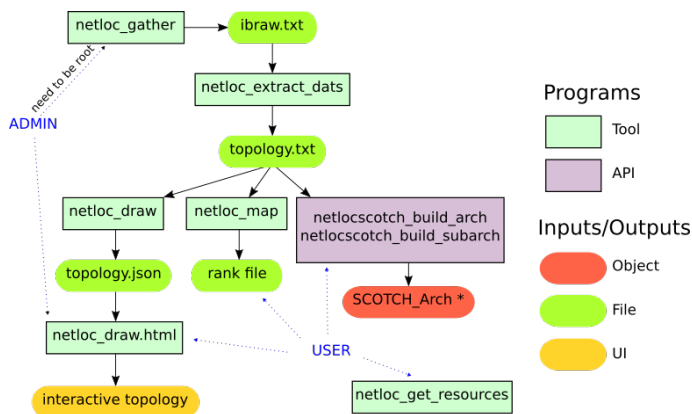 netloc_gather
ibraw.txt
need to be root
netloc_extract_dats
ADMIN
topology.txt
netloc_draw
netloc_map
netlocscotch_build_arch
netlocscotch_build_subarch
topology.json
rank file
SCOTCH_Arch *
netloc_draw.html
USER
interactive topology
netloc_get_resources
Programs
Tool
API
Inputs/Outputs
Object
File
UI